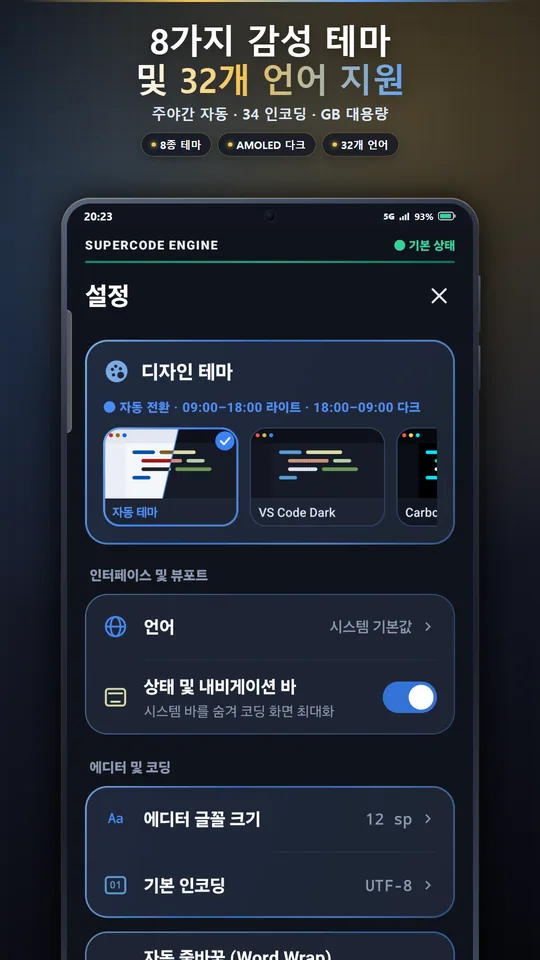 8가지 감성 테마
및 32개 언어 지원
주야간 자동 · 34 인코딩 · GB 대용량
8종 테마
AMOLED 다크
32개 언어
20:23
5G
93%
SUPERCODE ENGINE
기본 상태
설정
디자인 테마
자동 전환 · 09:00–18:00 라이트 · 18:00–09:00 다크
자동 테마
VS Code Dark
Carbo
인터페이스 및 뷰포트
언어
시스템 기본값
상태 및 내비게이션 바
시스템 바를 숨겨 코딩 화면 최대화
에디터 및 코딩
Aa
에디터 글꼴 크기
12 sp
01
기본 인코딩
UTF-8
자동 줄바꿈 (Word Wrap)